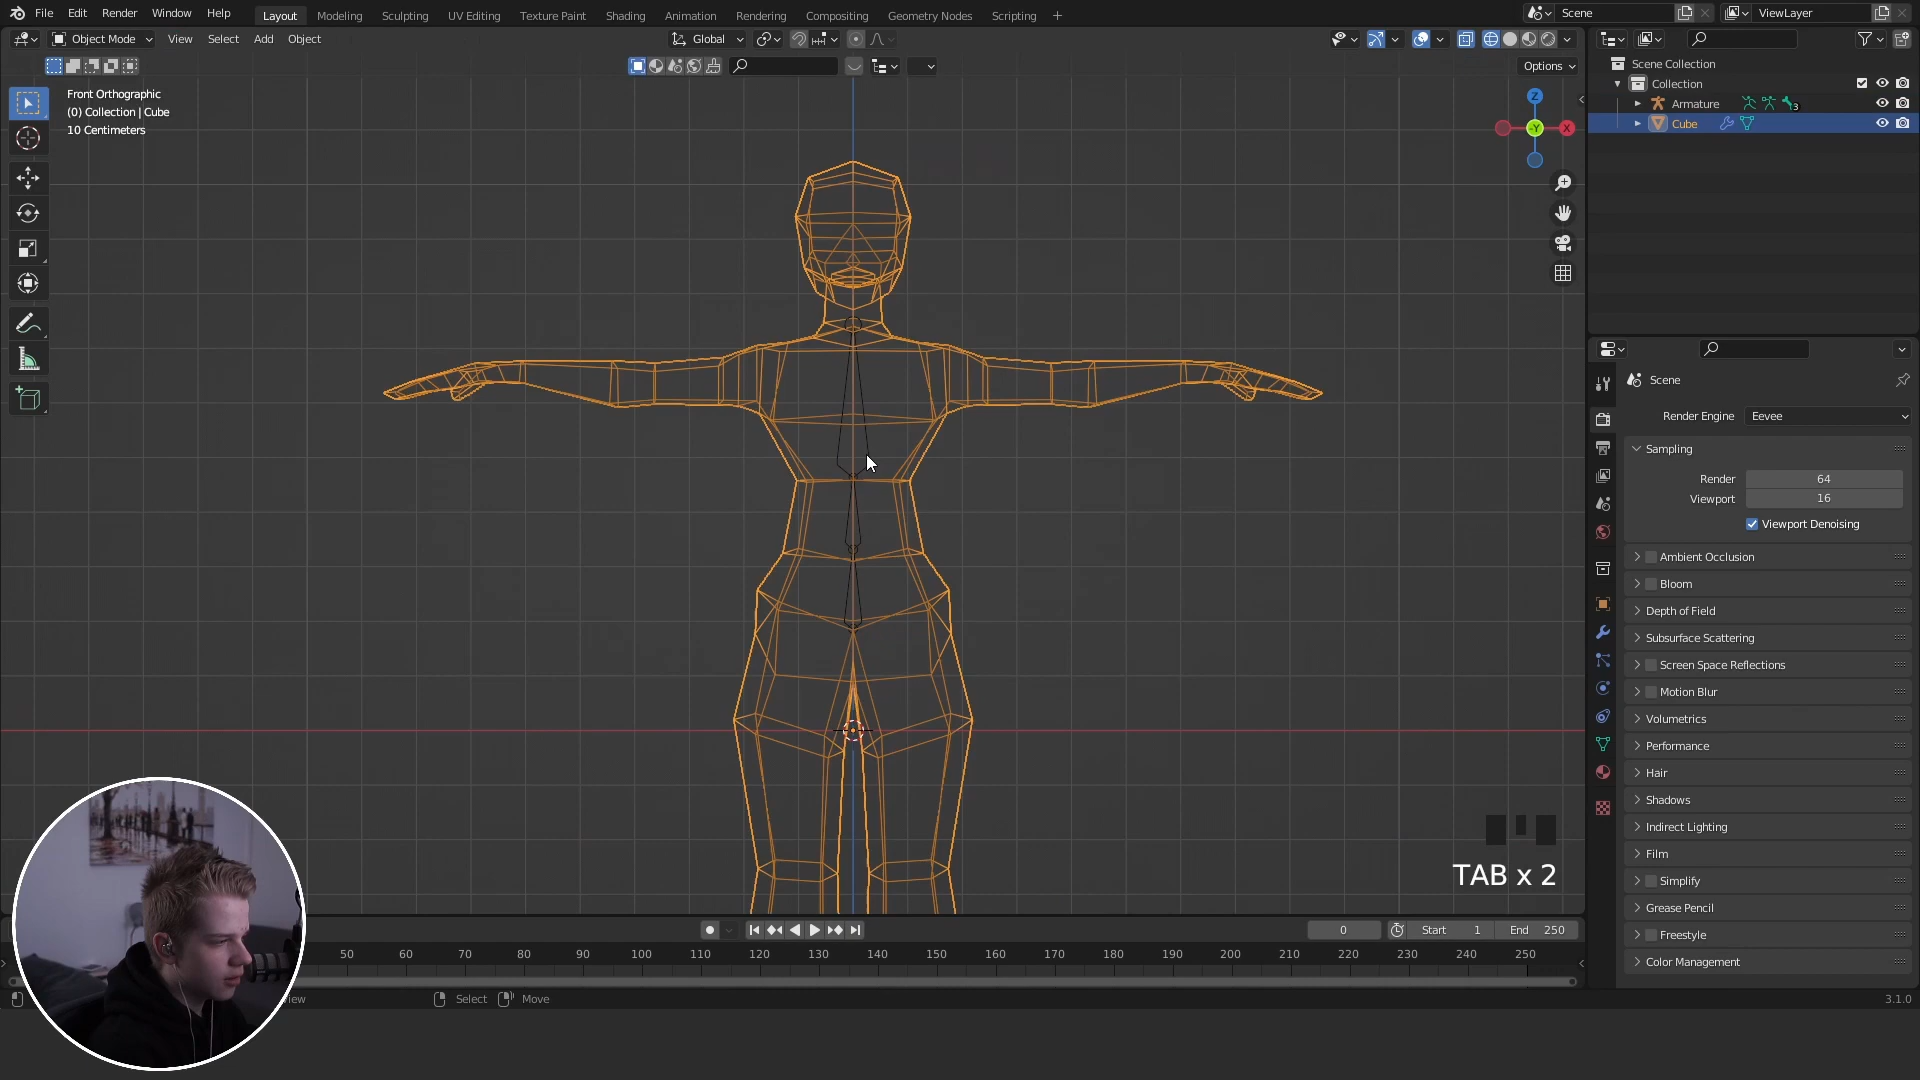 File Edit Render Window Help
Layout Modeling Sculpting UV Editing Texture Paint Shading Animation Rendering Compositing Geometry Nodes Scripting +
Scene
ViewLayer
Object Mode View Select Add Object
Global
Options
Front Orthographic
(0) Collection | Cube
10 Centimeters
Z
X
-Y
TAB x 2
Scene Collection
Collection
Armature
3
Cube
Scene
Render Engine Eevee
Sampling
Render 64
Viewport 16
Viewport Denoising
Ambient Occlusion
Bloom
Depth of Field
Subsurface Scattering
Screen Space Reflections
Motion Blur
Volumetrics
Performance
Hair
Shadows
Indirect Lighting
Film
Simplify
Grease Pencil
Freestyle
Color Management
0 Start 1 End 250
50 60 70 80 90 100 110 120 130 140 150 160 170 180 190 200 210 220 230 240 250
Select Move
3.1.0